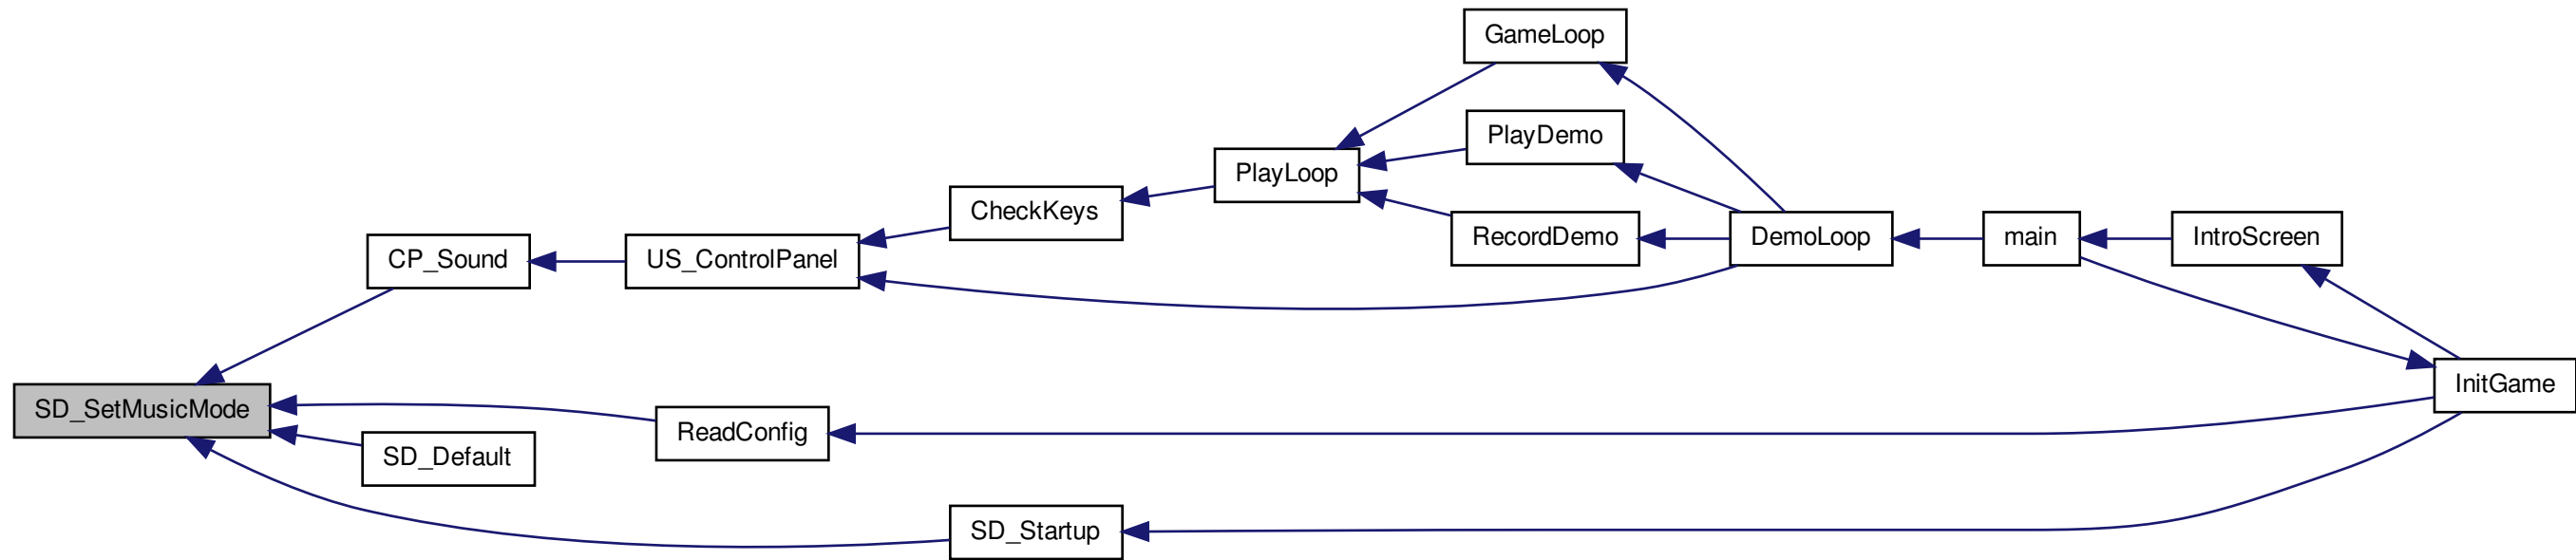 GameLoop
PlayDemo
PlayLoop
CheckKeys
RecordDemo
DemoLoop
main
IntroScreen
CP_Sound
US_ControlPanel
InitGame
SD_SetMusicMode
ReadConfig
SD_Default
SD_Startup